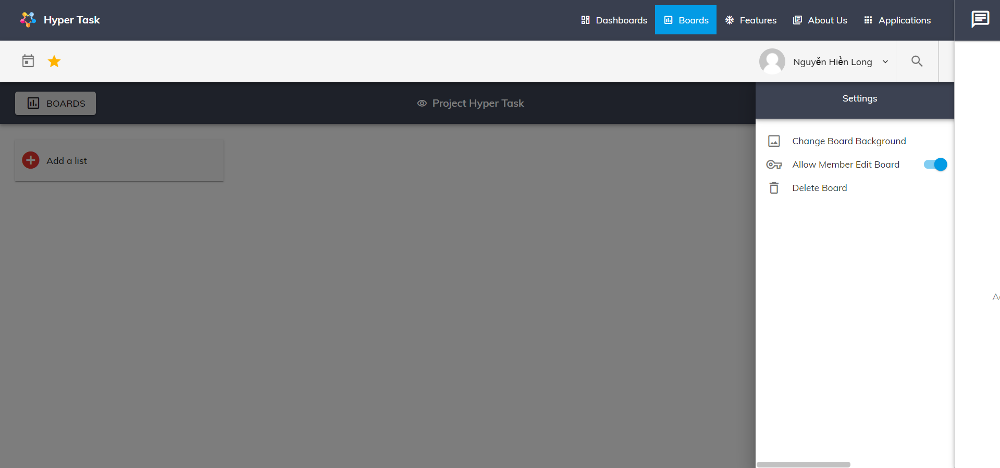 Hyper Task
Dashboards
Boards
Features
About Us
Applications
Nguyễn Hiền Long
BOARDS
Project Hyper Task
Settings
Add a list
Change Board Background
Allow Member Edit Board
Delete Board